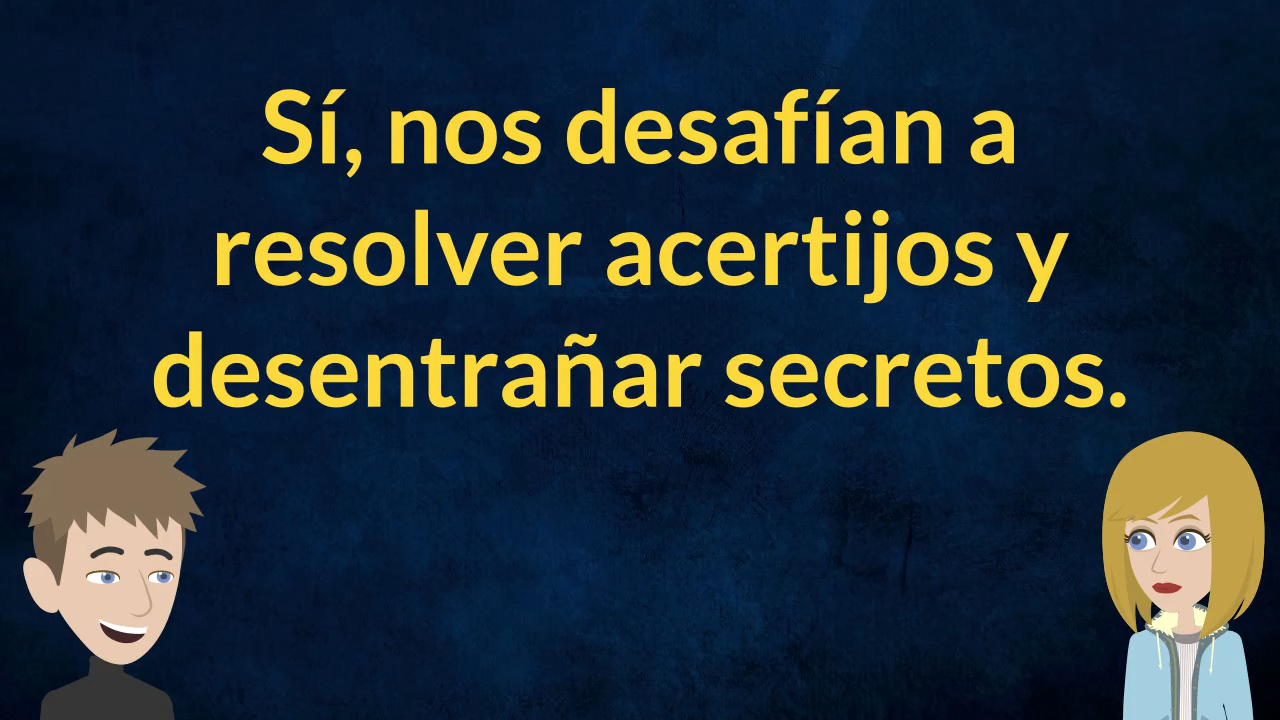 Sí, nos desafían a
resolver acertijos y
desentrañar secretos.